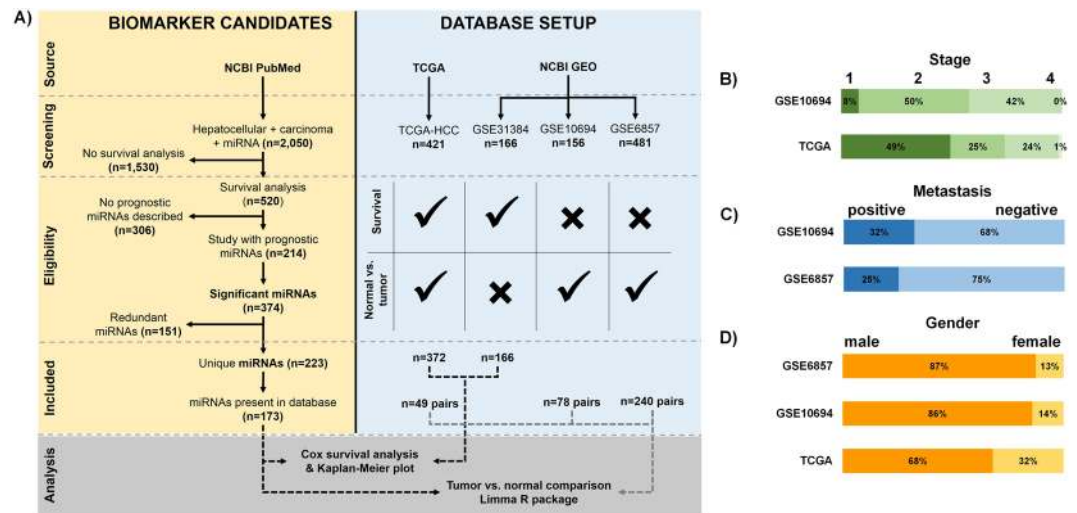 A)
BIOMARKER CANDIDATES
DATABASE SETUP
Source
NCBI PubMed
TCGA
NCBI GEO
Screening
Hepatocellular + carcinoma
+ miRNA (n=2,050)
No survival analysis
(n=1,530)
TCGA-HCC
n=421
GSE31384
n=166
GSE10694
n=156
GSE6857
n=481
Eligibility
Survival analysis
(n=520)
No prognostic
miRNAs described
(n=306)
Study with prognostic
miRNAs (n=214)
Significant miRNAs
(n=374)
Redundant
miRNAs (n=151)
Survival
Normal vs.
tumor
Included
Unique miRNAs (n=223)
miRNAs present in database
(n=173)
n=372
n=166
n=49 pairs
n=78 pairs
n=240 pairs
Analysis
Cox survival analysis
& Kaplan-Meier plot
Tumor vs. normal comparison
Limma R package
B)
Stage
1 2 3 4
GSE10694 8% 50% 42% 0%
TCGA 49% 25% 24% 1%
C)
Metastasis
positive negative
GSE10694 32% 68%
GSE6857 25% 75%
D)
Gender
male female
GSE6857 87% 13%
GSE10694 86% 14%
TCGA 68% 32%